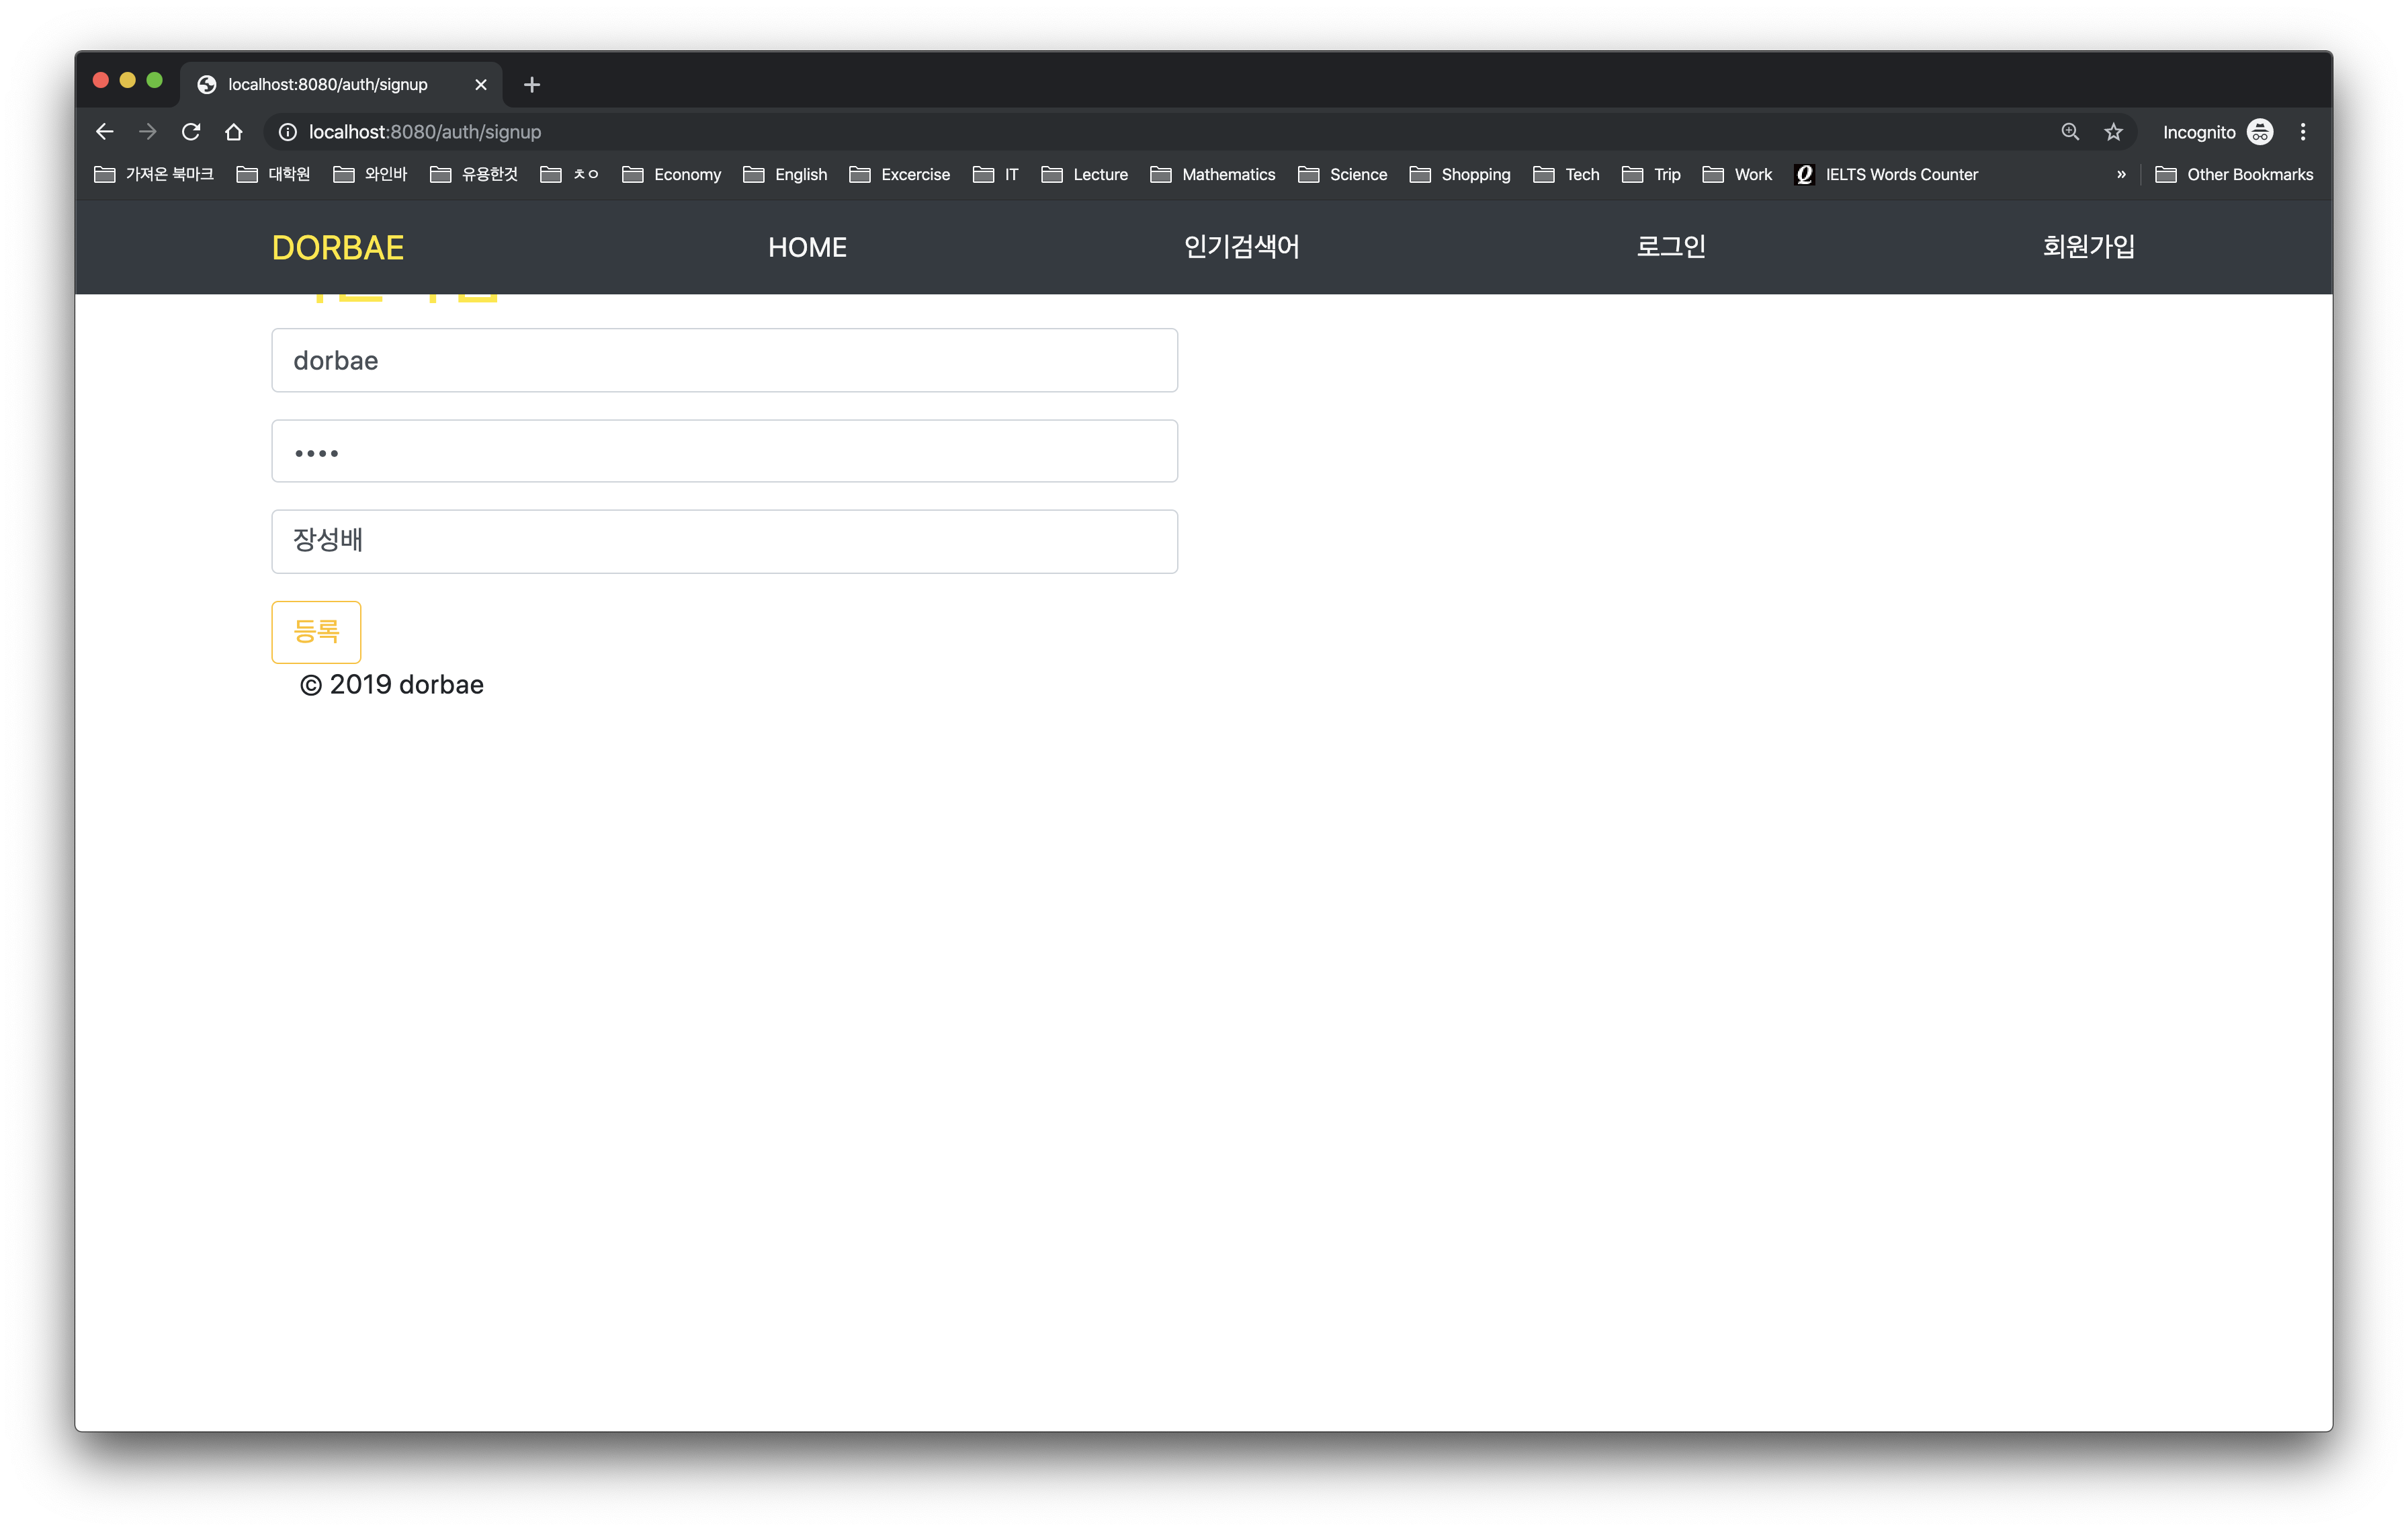 localhost:8080/auth/signup
localhost:8080/auth/signup Incognito
가져온 북마크 대학원 와인바 유용한것 ㅊㅇ Economy English Excercise IT Lecture Mathematics Science Shopping Tech Trip Work IELTS Words Counter » Other Bookmarks
DORBAE HOME 인기검색어 로그인 회원가입
dorbae
••••
장성배
등록
© 2019 dorbae